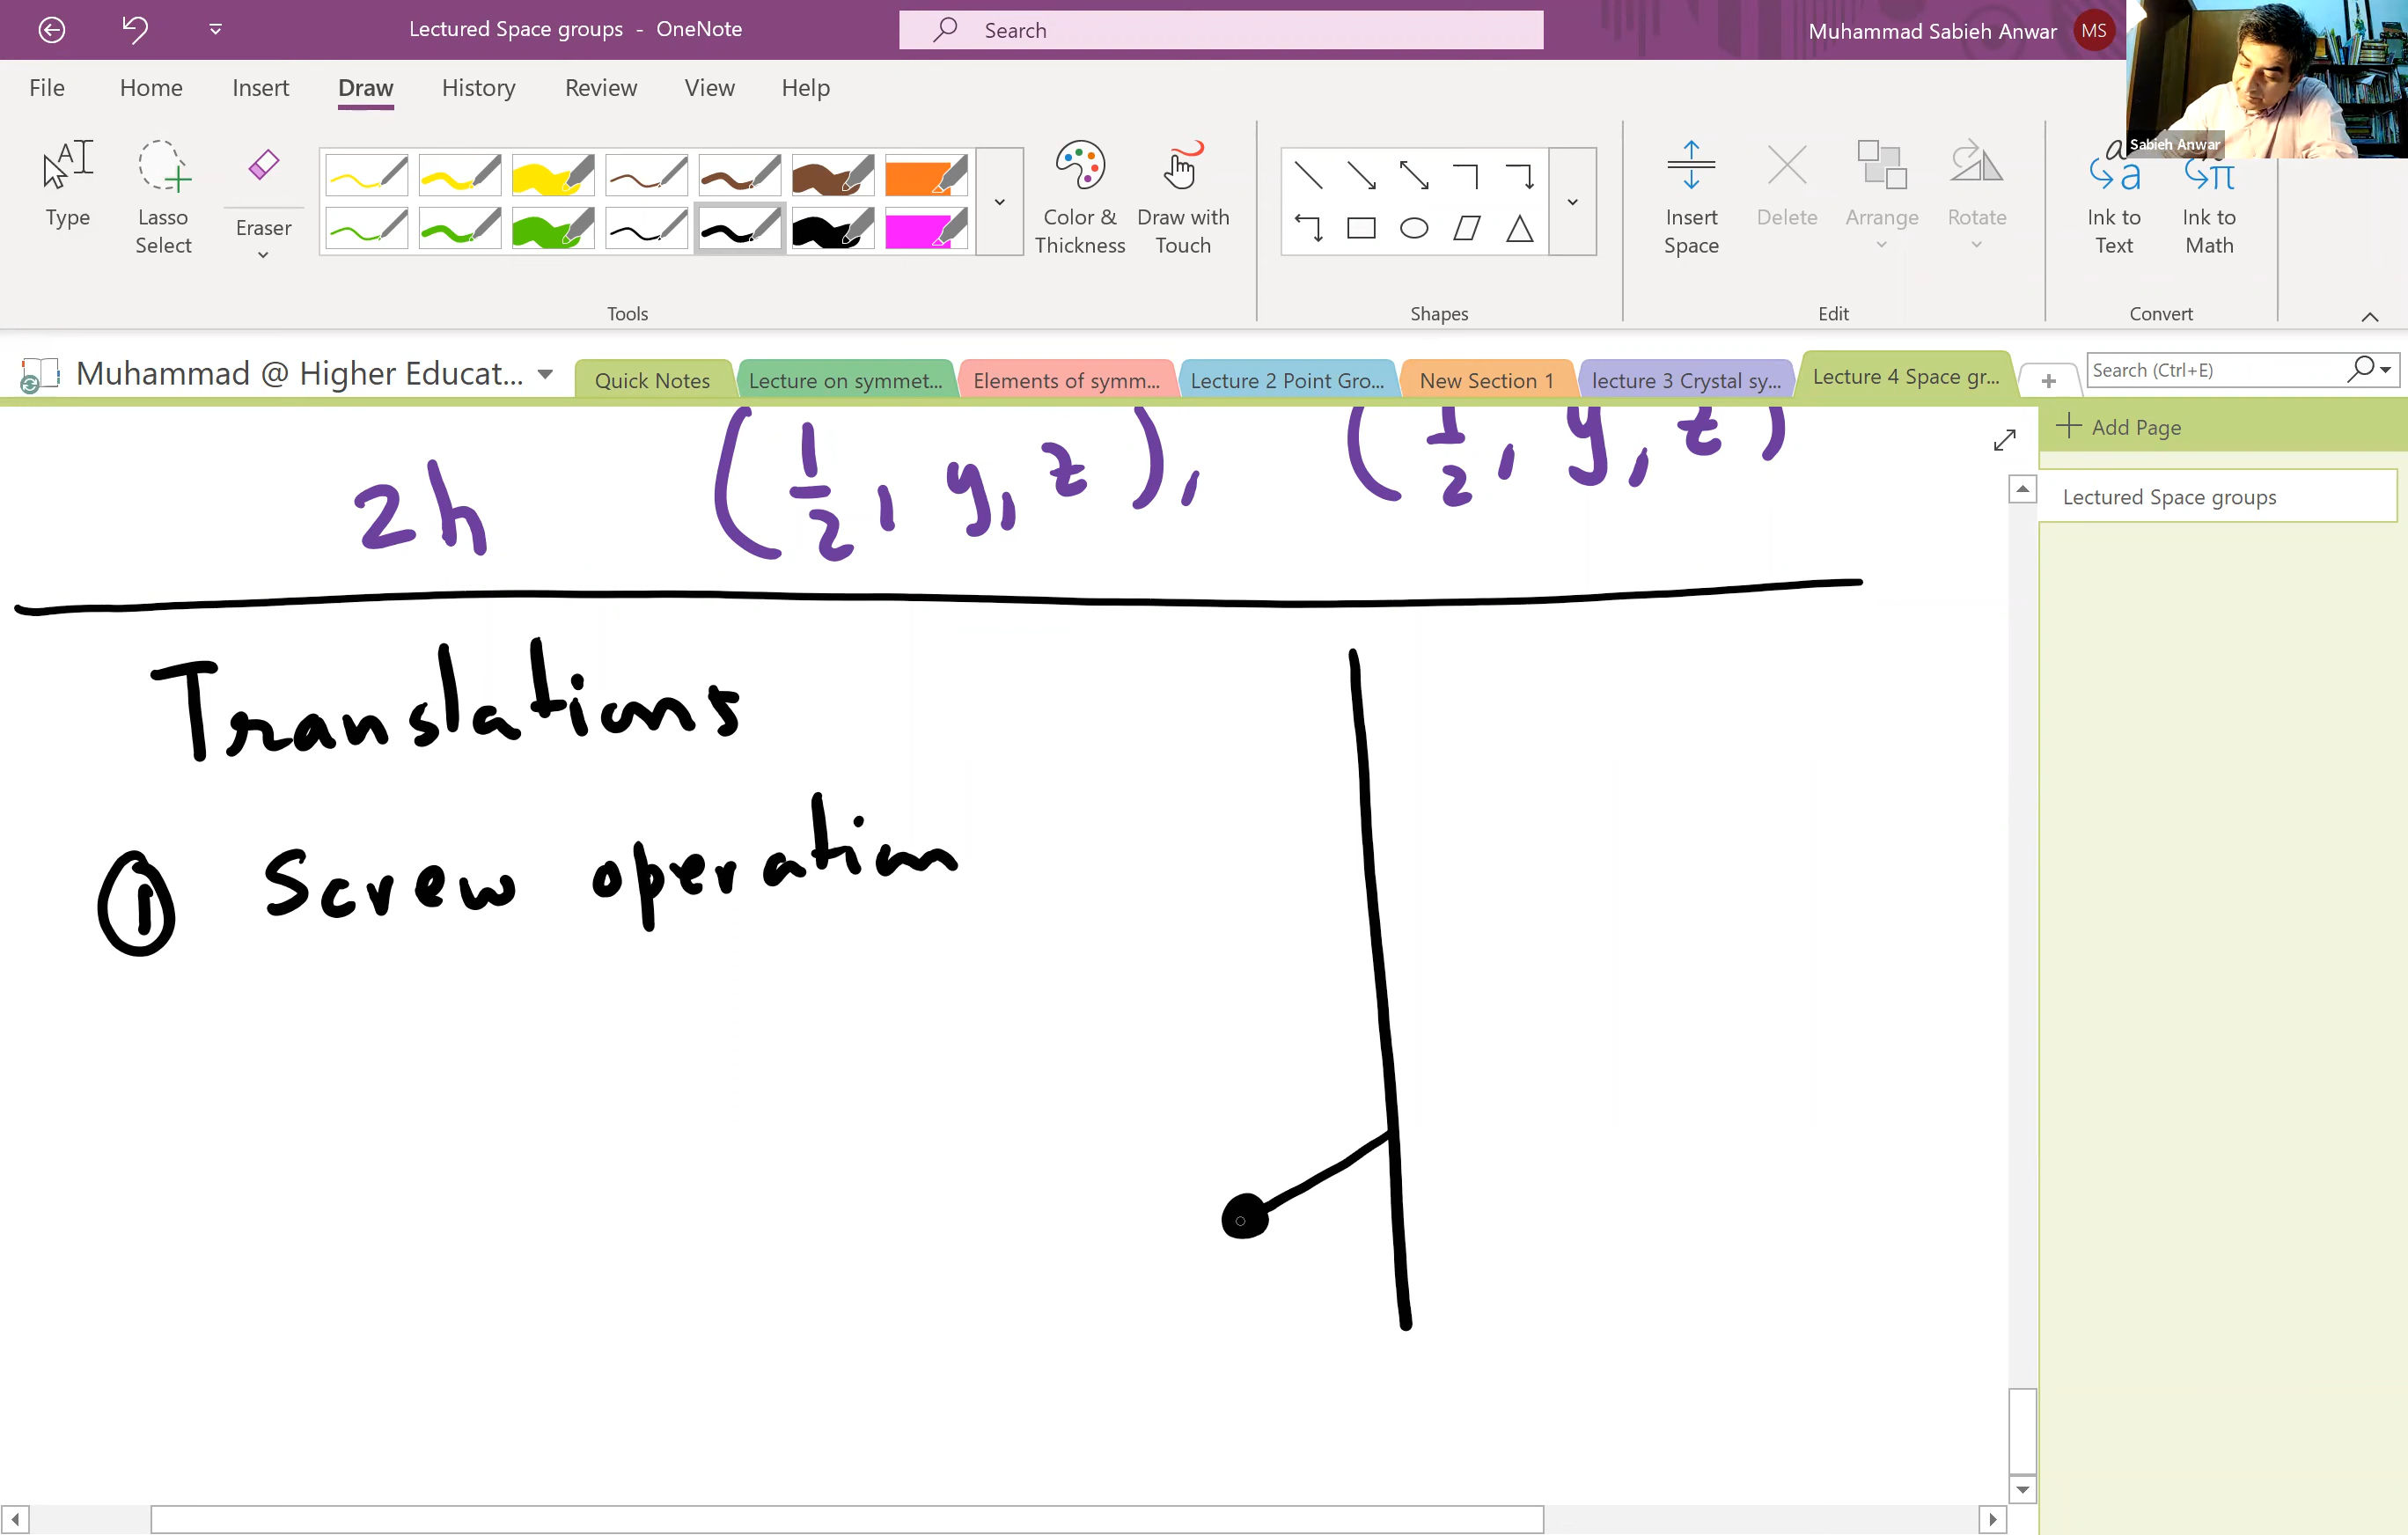 Lectured Space groups - OneNote
Search
Muhammad Sabieh Anwar
MS
Sabieh Anwar
File Home Insert Draw History Review View Help
Type
Lasso Select
Eraser
Color & Thickness
Draw with Touch
Insert Space
Delete
Arrange
Rotate
Ink to Text
Ink to Math
Tools
Shapes
Edit
Convert
Muhammad @ Higher Educat...
Quick Notes
Lecture on symmet...
Elements of symm...
Lecture 2 Point Gro...
New Section 1
lecture 3 Crystal sy...
Lecture 4 Space gr...
Search (Ctrl+E)
Add Page
Lectured Space groups
2h (1/2, y, z), (1/2, y, z)
Translations
① Screw operation